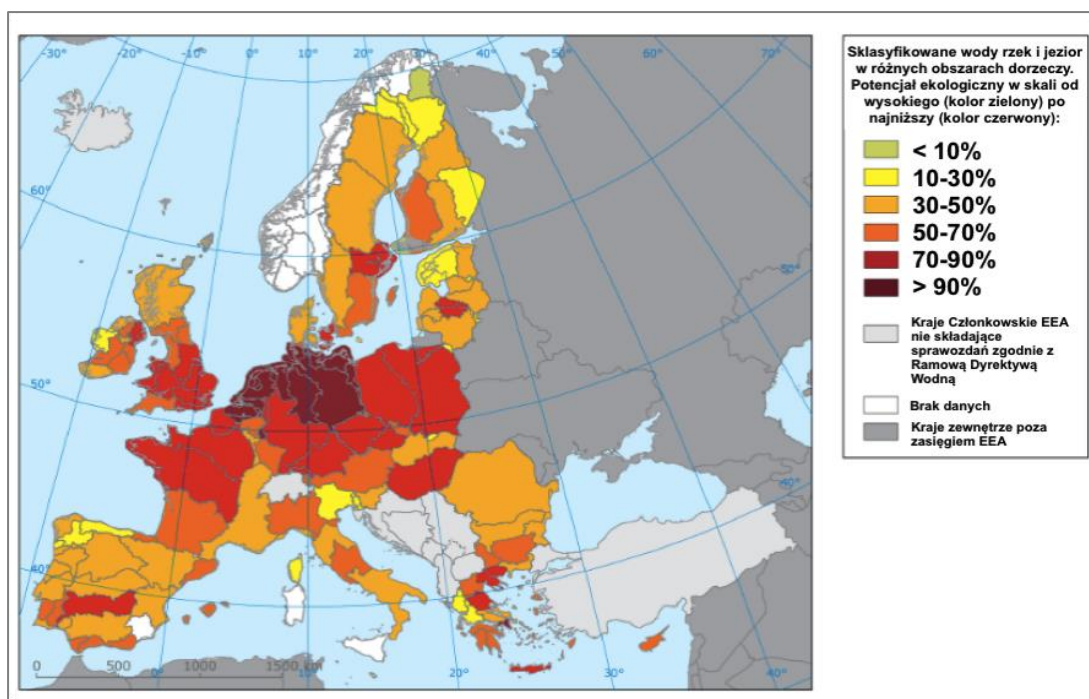 -30°
-20°
-10°
0°
10°
20°
30°
40°
50°
60°
70°
60°
50°
40°
50°
40°
0
500
1000
1500 km
0°
10°
20°
30°
40°
Sklasyfikowane wody rzek i jezior
w różnych obszarach dorzeczy.
Potencjał ekologiczny w skali od
wysokiego (kolor zielony) po
najniższy (kolor czerwony):
< 10%
10-30%
30-50%
50-70%
70-90%
> 90%
Kraje Członkowskie EEA
nie składające
sprawozdań zgodnie z
Ramową Dyrektywą
Wodną
Brak danych
Kraje zewnętrze poza
zasięgiem EEA